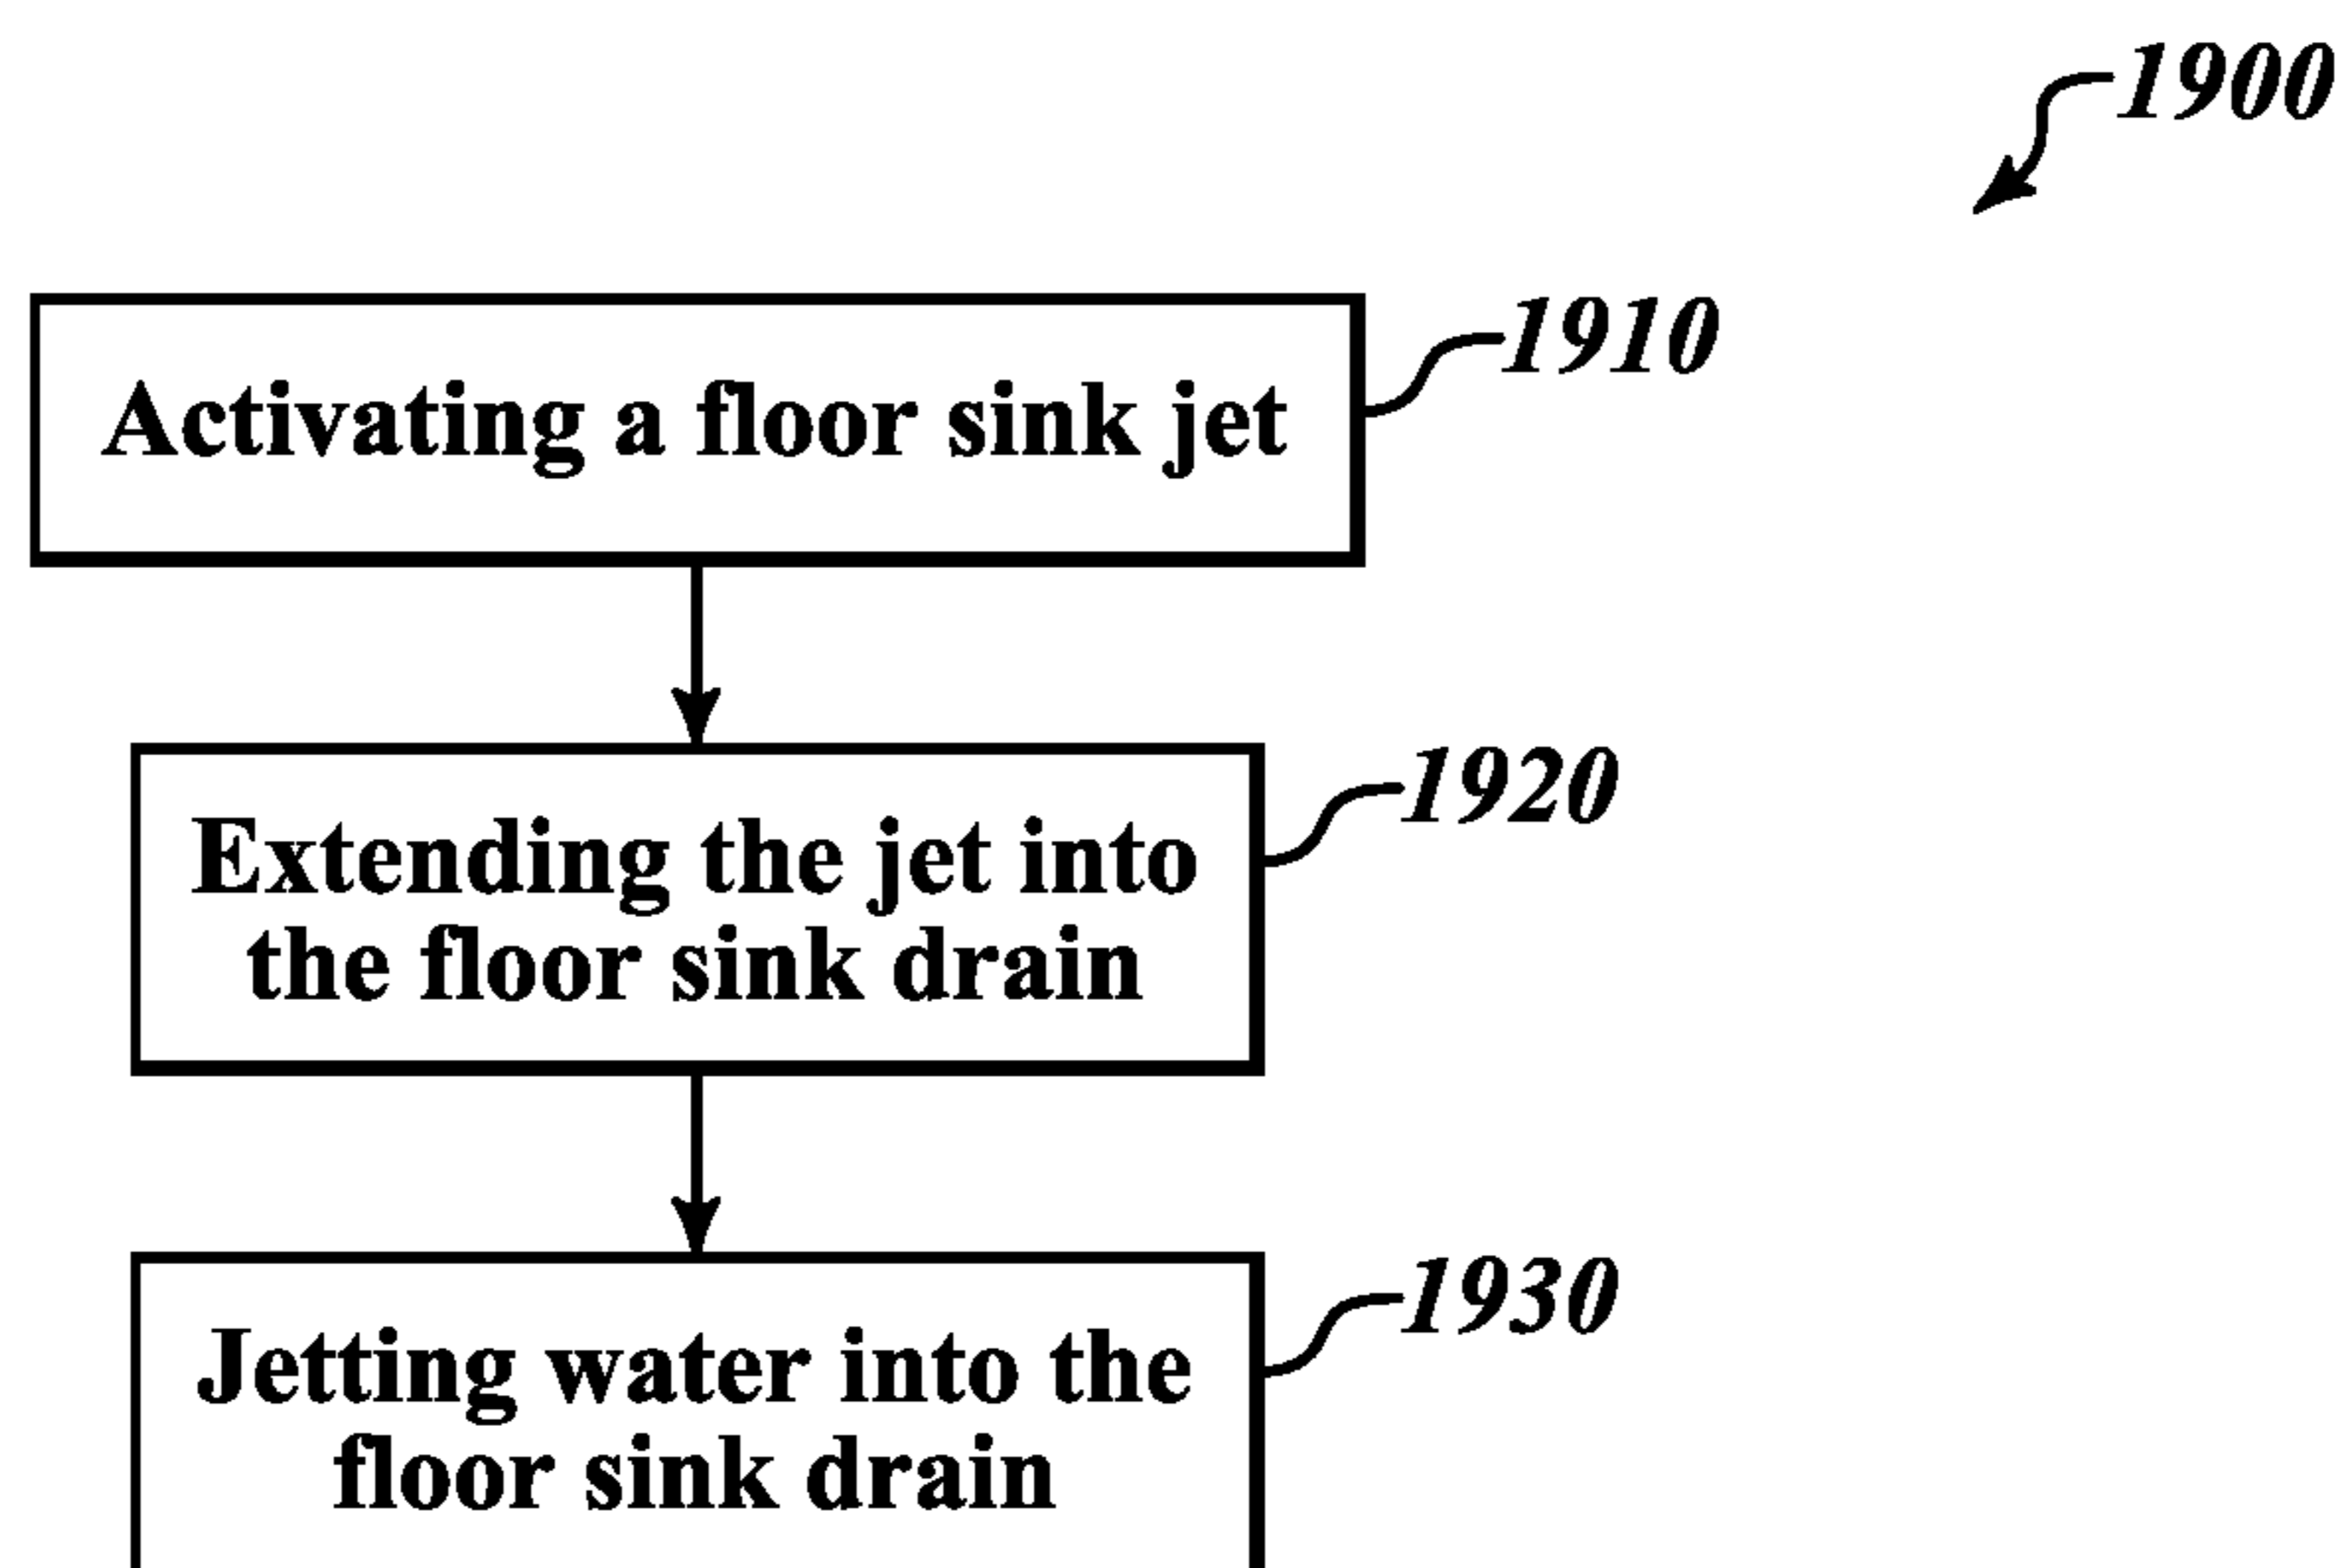 1900
Activating a floor sink jet
1910
Extending the jet into
the floor sink drain
1920
Jetting water into the
floor sink drain
1930